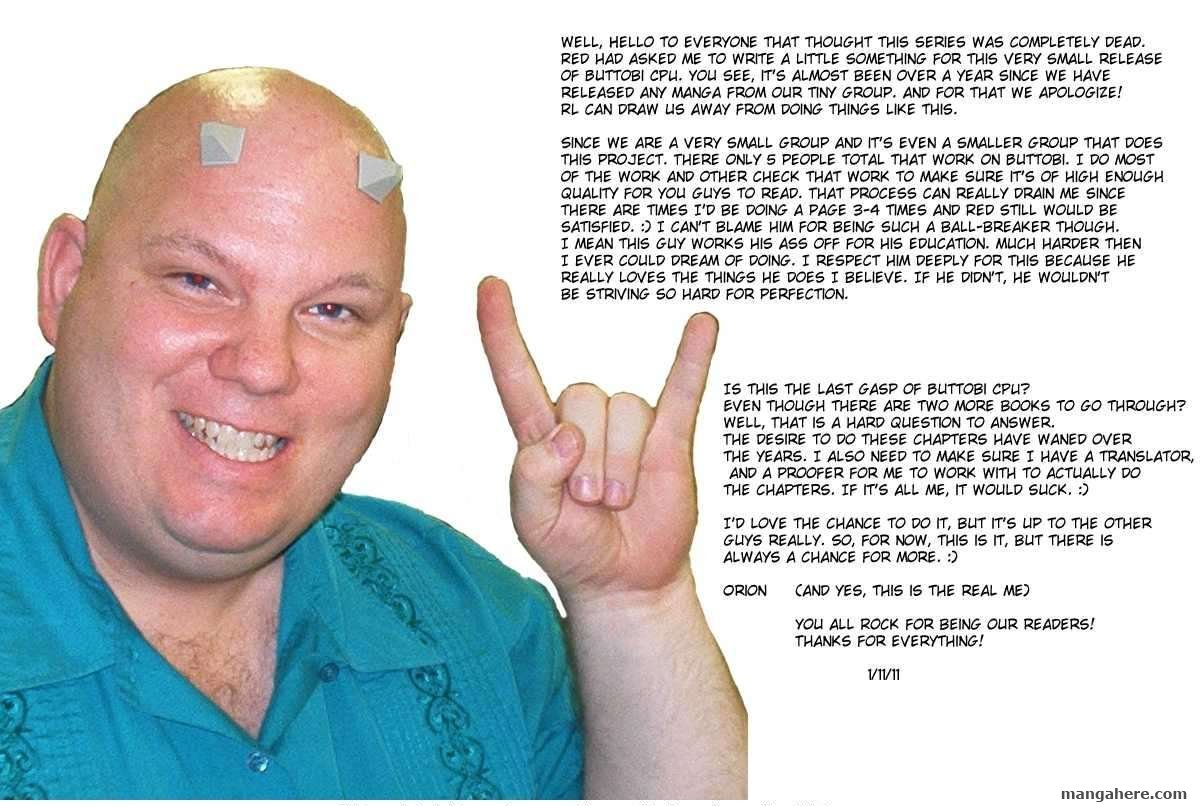 WELL, HELLO TO EVERYONE THAT THOUGHT THIS SERIES WAS COMPLETELY DEAD.
RED HAD ASKED ME TO WRITE A LITTLE SOMETHING FOR THIS VERY SMALL RELEASE
OF BUTTOBI CPU. YOU SEE, IT'S ALMOST BEEN OVER A YEAR SINCE WE HAVE
RELEASED ANY MANGA FROM OUR TINY GROUP. AND FOR THAT WE APOLOGIZE!
RL CAN DRAW US AWAY FROM DOING THINGS LIKE THIS.
SINCE WE ARE A VERY SMALL GROUP AND IT'S EVEN A SMALLER GROUP THAT DOES
THIS PROJECT. THERE ONLY 5 PEOPLE TOTAL THAT WORK ON BUTTOBI. I DO MOST
OF THE WORK AND OTHER CHECK THAT WORK TO MAKE SURE IT'S OF HIGH ENOUGH
QUALITY FOR YOU GUYS TO READ. THAT PROCESS CAN REALLY DRAIN ME SINCE
THERE ARE TIMES I'D BE DOING A PAGE 3-4 TIMES AND RED STILL WOULD BE
SATISFIED. :) I CAN'T BLAME HIM FOR BEING SUCH A BALL-BREAKER THOUGH.
I MEAN THIS GUY WORKS HIS ASS OFF FOR HIS EDUCATION. MUCH HARDER THEN
I EVER COULD DREAM OF DOING. I RESPECT HIM DEEPLY FOR THIS BECAUSE HE
REALLY LOVES THE THINGS HE DOES I BELIEVE. IF HE DIDN'T, HE WOULDN'T
BE STRIVING SO HARD FOR PERFECTION.
IS THIS THE LAST GASP OF BUTTOBI CPU?
EVEN THOUGH THERE ARE TWO MORE BOOKS TO GO THROUGH?
WELL, THAT IS A HARD QUESTION TO ANSWER.
THE DESIRE TO DO THESE CHAPTERS HAVE WANED OVER
THE YEARS. I ALSO NEED TO MAKE SURE I HAVE A TRANSLATOR,
AND A PROOFER FOR ME TO WORK WITH TO ACTUALLY DO
THE CHAPTERS. IF IT'S ALL ME, IT WOULD SUCK. :)
I'D LOVE THE CHANCE TO DO IT, BUT IT'S UP TO THE OTHER
GUYS REALLY. SO, FOR NOW, THIS IS IT, BUT THERE IS
ALWAYS A CHANCE FOR MORE. :)
ORION (AND YES, THIS IS THE REAL ME)
YOU ALL ROCK FOR BEING OUR READERS!
THANKS FOR EVERYTHING!
1/11/11
mangahere.com